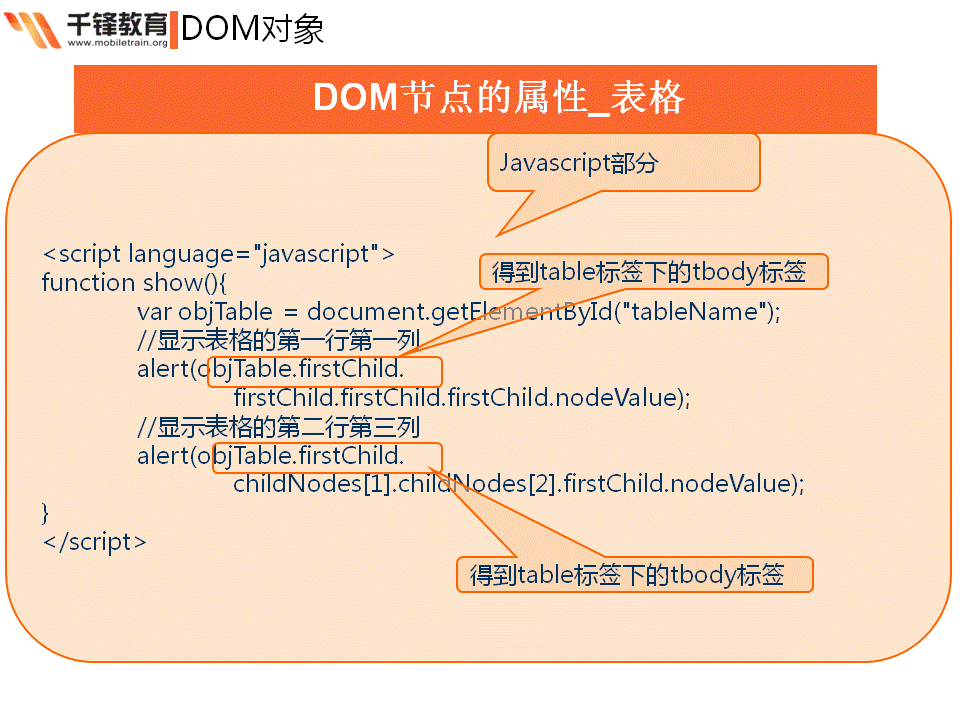 千锋教育
www.mobiletrain.org
DOM对象
DOM节点的属性_表格
Javascript部分
<script language="javascript">
得到table标签下的tbody标签
function show(){
var objTable = document.getElementById("tableName");
//显示表格的第一行第一列
alert(objTable.firstChild.
firstChild.firstChild.firstChild.nodeValue);
//显示表格的第二行第三列
alert(objTable.firstChild.
childNodes[1].childNodes[2].firstChild.nodeValue);
}
</script>
得到table标签下的tbody标签